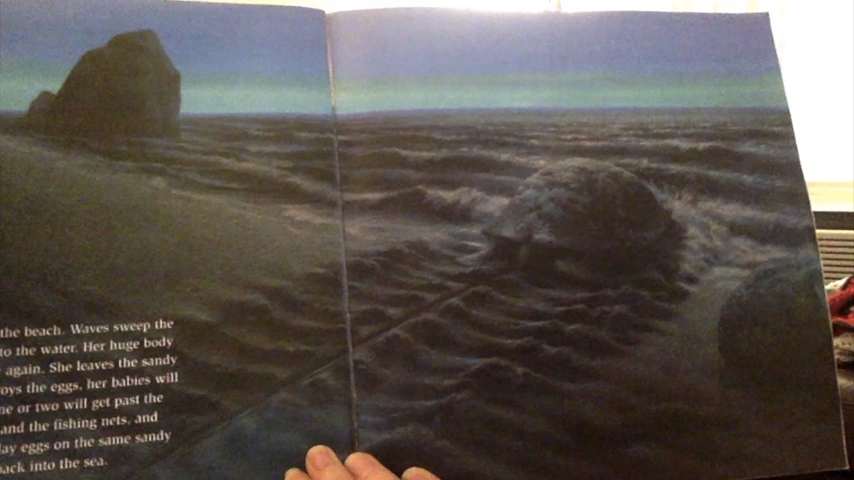 the beach. Waves sweep the
to the water. Her huge body
again. She leaves the sandy
oys the eggs, her babies will
ne or two will get past the
and the fishing nets, and
lay eggs on the same sandy
back into the sea.